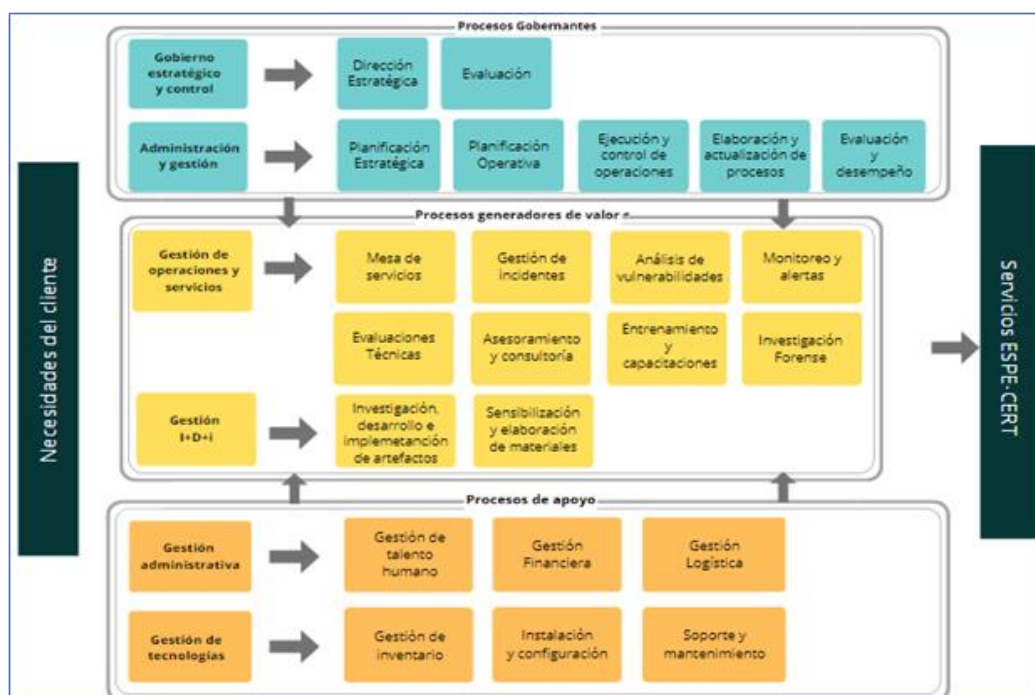 Procesos Gobernantes
Gobierno
estratégico
y control
Dirección
Estratégica
Evaluación
Administración
y gestión
Planificación
Estratégica
Planificación
Operativa
Ejecución y
control de
operaciones
Elaboración y
actualización de
procesos
Evaluación
y
desempeño
Necesidades del cliente
Procesos generadores de valor e
Gestión de
operaciones y
servicios
Mesa de
servicios
Gestión de
incidentes
Análisis de
vulnerabilidades
Monitoreo y
alertas
Evaluaciones
Técnicas
Asesoramiento
y consultoría
Entrenamiento
y
capacitaciones
Investigación
Forense
Gestión
I+D+i
Investigación,
desarrollo e
implemetanción
de artefactos
Sensibilización
y elaboración
de materiales
Servicios ESPE-CERT
Procesos de apoyo
Gestión
administrativa
Gestión de
talento
humano
Gestión
Financiera
Gestión
Logística
Gestión de
tecnologías
Gestión de
inventario
Instalación
y configuración
Soporte y
mantenimiento